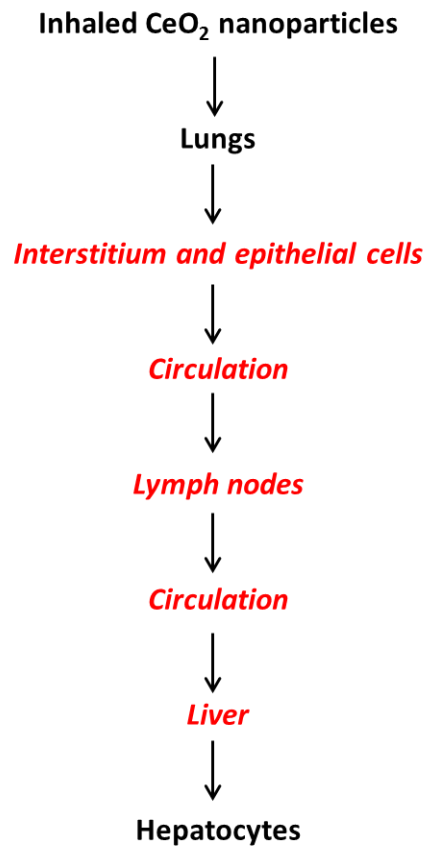 Inhaled CeO₂ nanoparticles
Lungs
Interstitium and epithelial cells
Circulation
Lymph nodes
Circulation
Liver
Hepatocytes